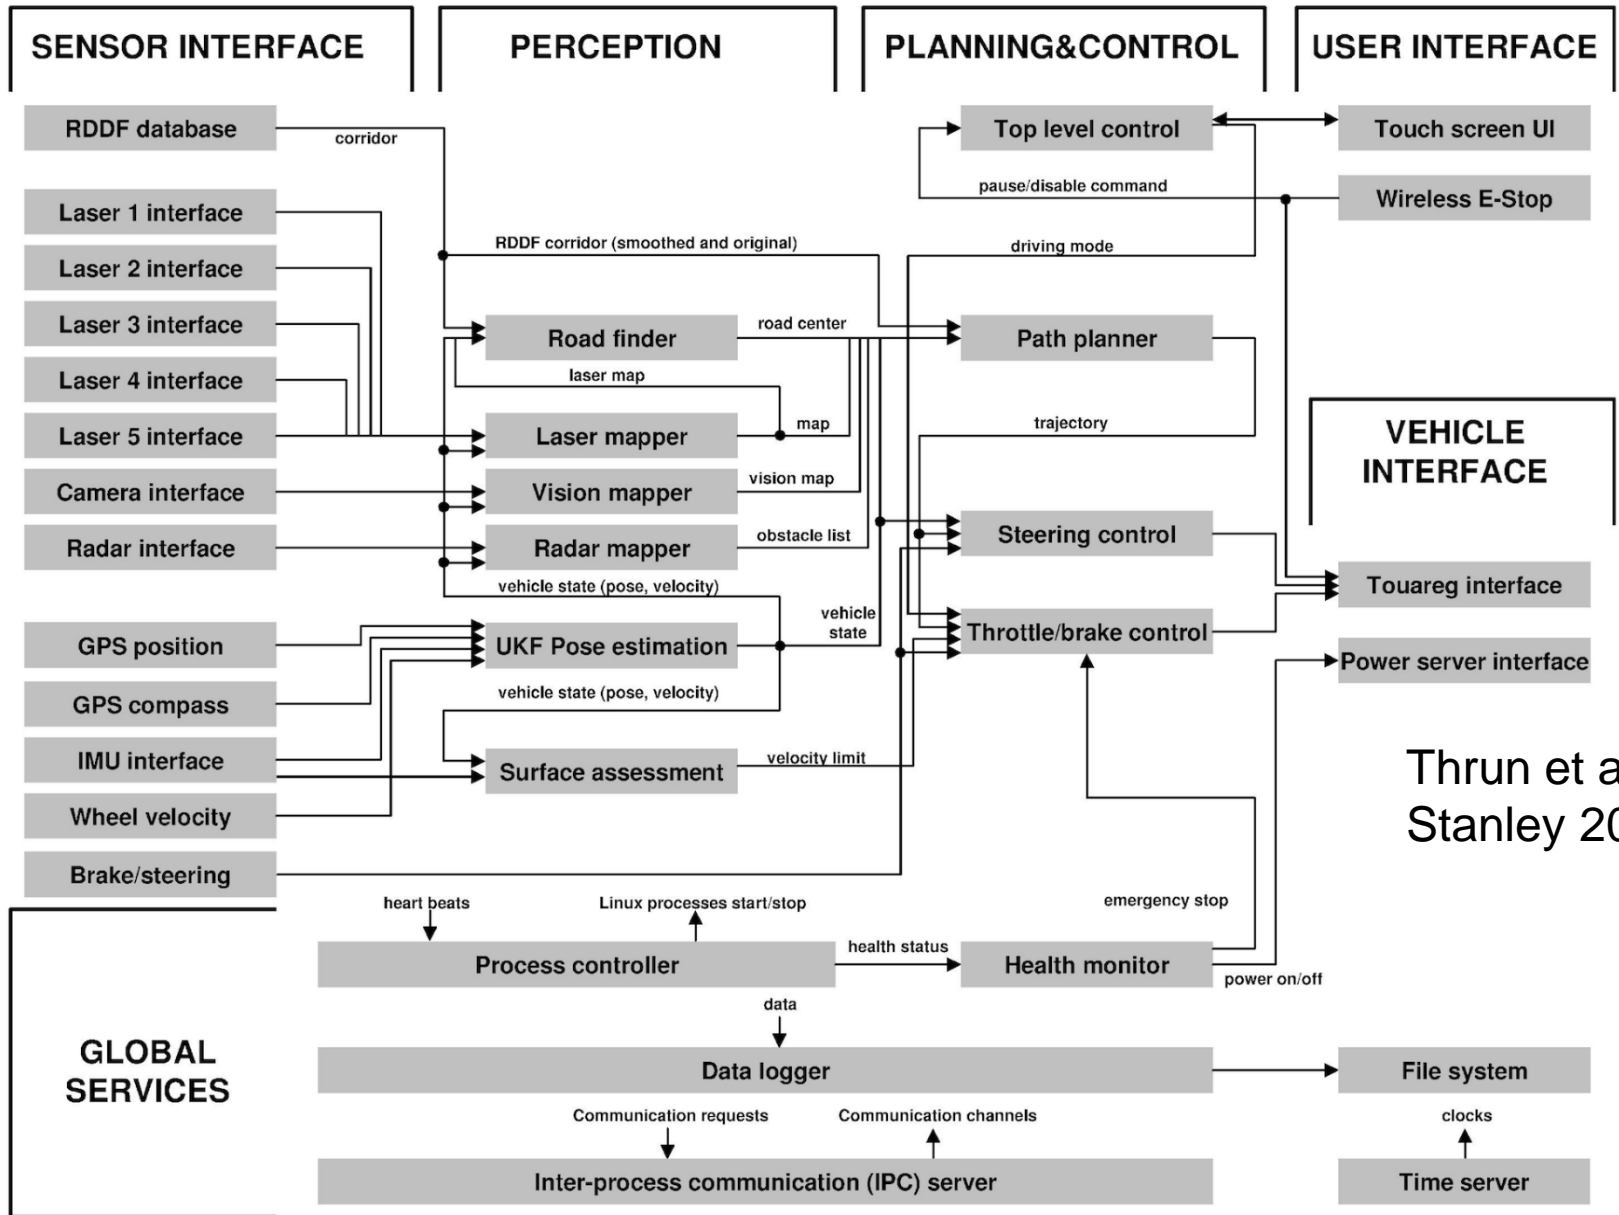 SENSOR INTERFACE
PERCEPTION
PLANNING&CONTROL
USER INTERFACE
RDDF database
corridor
Top level control
Touch screen UI
pause/disable command
Wireless E-Stop
Laser 1 interface
RDDF corridor (smoothed and original)
driving mode
Laser 2 interface
Laser 3 interface
Road finder
road center
Path planner
laser map
Laser 4 interface
Laser 5 interface
Laser mapper
map
trajectory
VEHICLE
INTERFACE
Camera interface
Vision mapper
vision map
Radar interface
Radar mapper
obstacle list
Steering control
vehicle state (pose, velocity)
Touareg interface
vehicle
state
GPS position
UKF Pose estimation
Throttle/brake control
Power server interface
vehicle state (pose, velocity)
GPS compass
IMU interface
Surface assessment
velocity limit
Thrun et a
Stanley 20
Wheel velocity
Brake/steering
heart beats
Linux processes start/stop
emergency stop
Process controller
health status
Health monitor
power on/off
data
GLOBAL
SERVICES
Data logger
File system
Communication requests
Communication channels
clocks
Inter-process communication (IPC) server
Time server